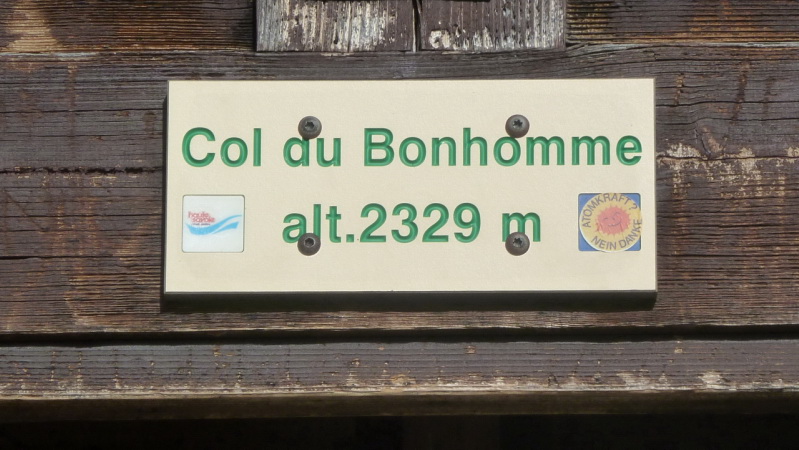 Col du Bonhomme
alt.2329 m
haute
savoie
ATOMKRAFT?
NEIN DANKE